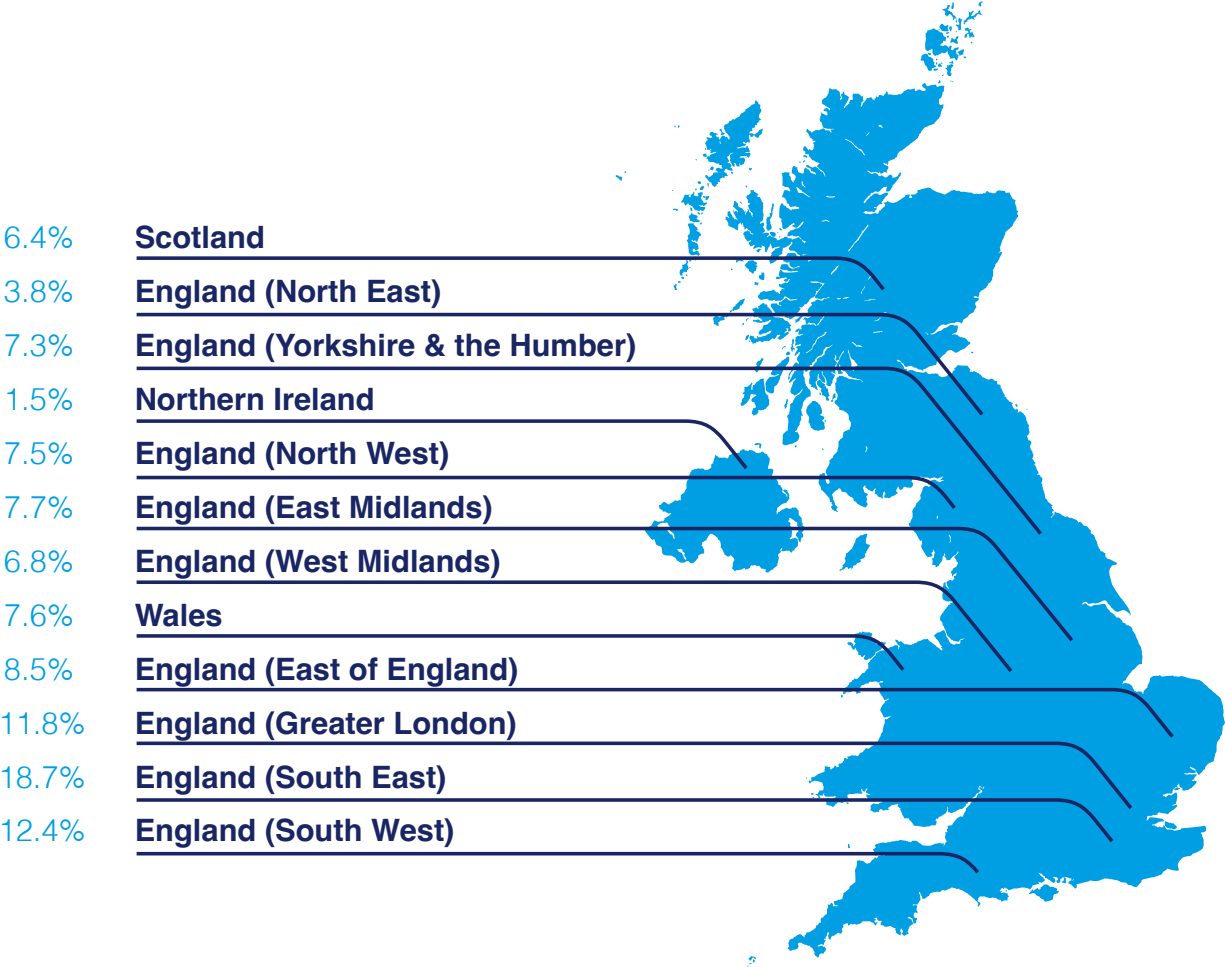 6.4% Scotland
3.8% England (North East)
7.3% England (Yorkshire & the Humber)
1.5% Northern Ireland
7.5% England (North West)
7.7% England (East Midlands)
6.8% England (West Midlands)
7.6% Wales
8.5% England (East of England)
11.8% England (Greater London)
18.7% England (South East)
12.4% England (South West)